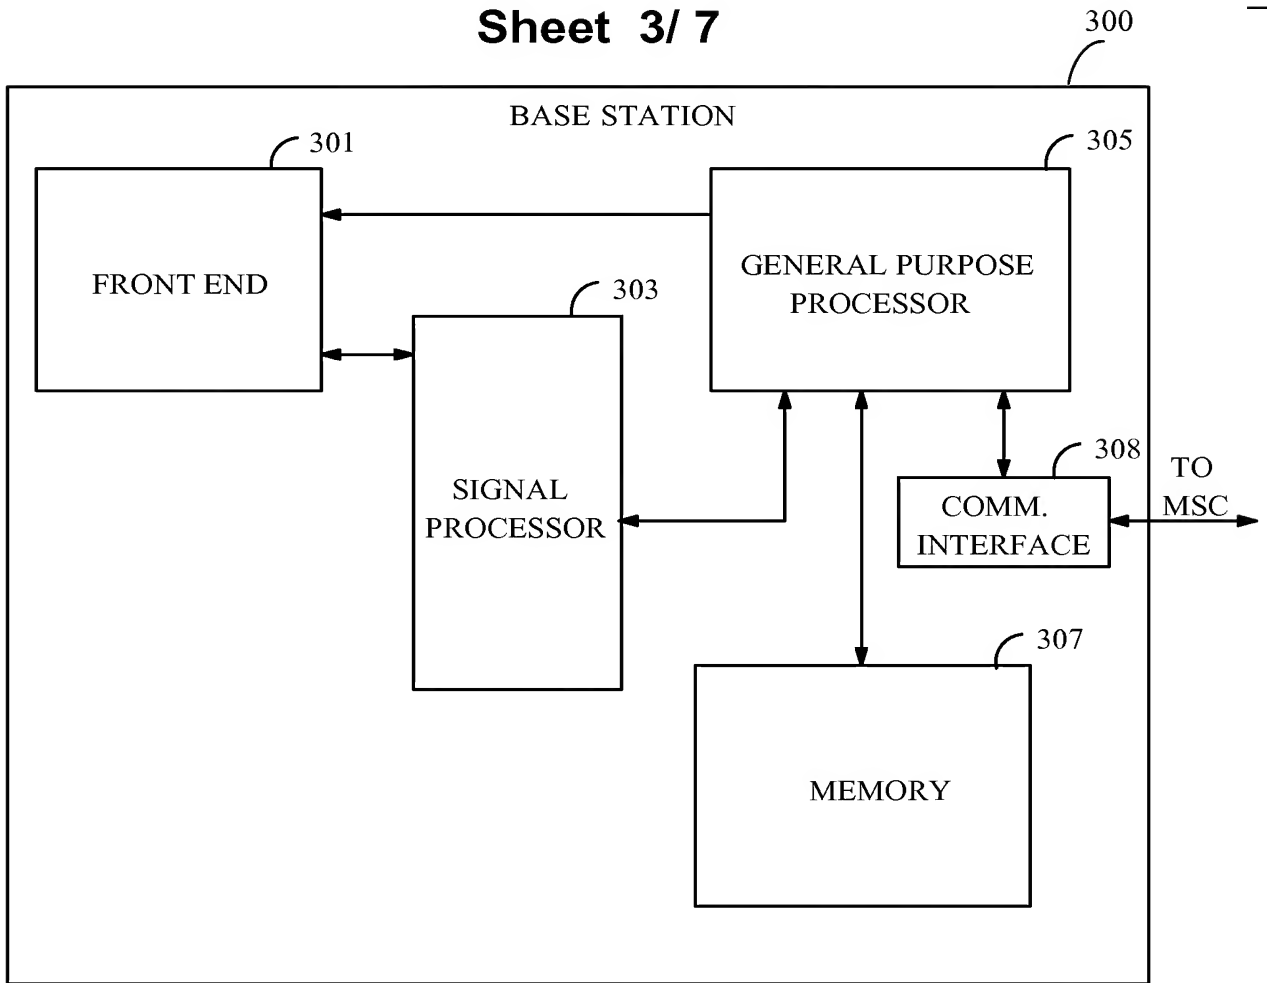 Sheet 3/ 7
300
BASE STATION
301
305
FRONT END
GENERAL PURPOSE
PROCESSOR
303
SIGNAL
PROCESSOR
308
TO
MSC
COMM.
INTERFACE
307
MEMORY